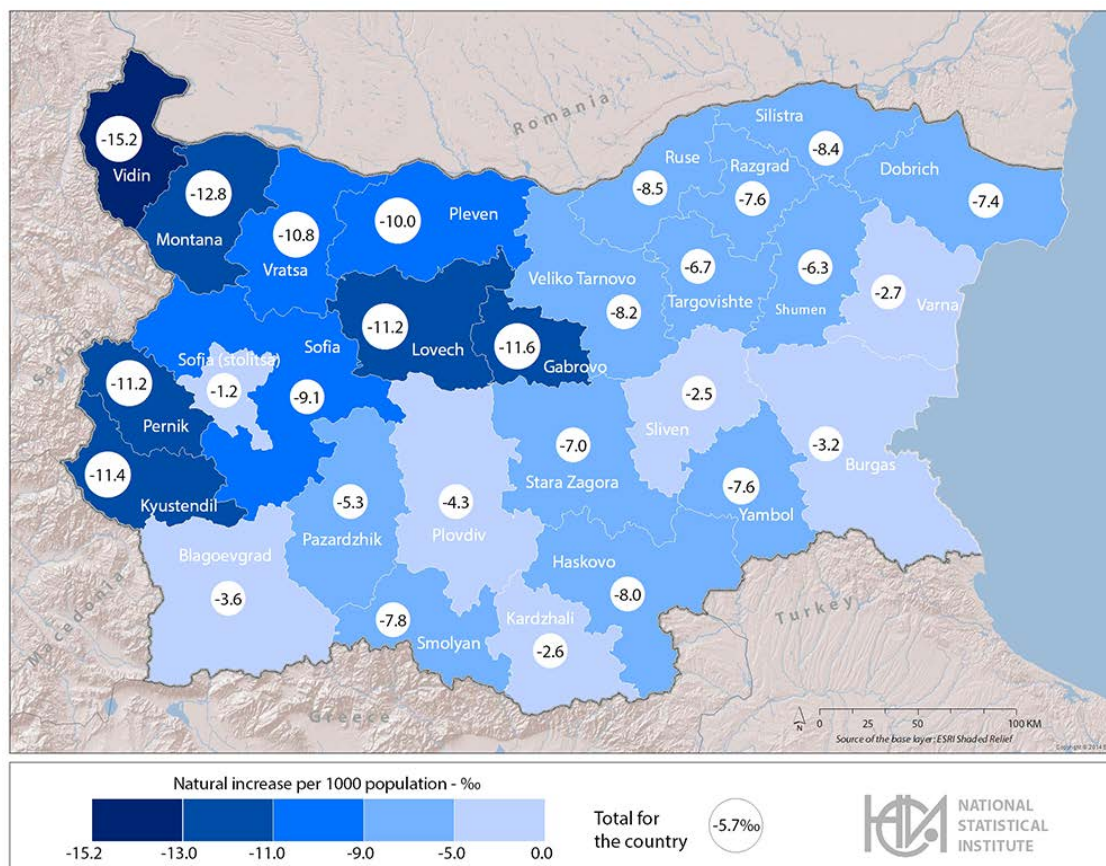 Romania
Silistra
-8.4
Ruse
-8.5
Razgrad
-7.6
Dobrich
-7.4
-15.2
Vidin
-12.8
Montana
-10.8
Vratsa
-10.0
Pleven
Veliko Tarnovo
-8.2
-6.7
Targovishte
-6.3
Shumen
-2.7
Varna
Serbia
Sofia (stolitsa)
-1.2
Sofia
-9.1
-11.2
Lovech
-11.6
Gabrovo
-11.2
Pernik
-11.4
Kyustendil
-2.5
Sliven
-3.2
Burgas
-7.0
Stara Zagora
-7.6
Yambol
-5.3
Pazardzhik
-4.3
Plovdiv
Blagoevgrad
-3.6
Haskovo
-8.0
-7.8
Smolyan
Kardzhali
-2.6
Macedonia
Greece
Turkey
N
0 25 50 100 KM
Source of the base layer: ESRI Shaded Relief
Copyright © 2014 E
Natural increase per 1000 population - ‰
-15.2 -13.0 -11.0 -9.0 -5.0 0.0
Total for
the country
-5.7‰
НСИ
NATIONAL
STATISTICAL
INSTITUTE